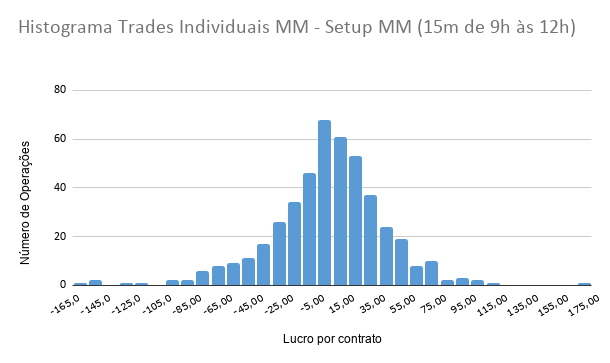 Histograma Trades Individuais MM - Setup MM (15m de 9h às 12h)
80
60
40
20
0
Número de Operações
-165,0 -145,0 -125,0 -105,0 -85,00 -65,00 -45,00 -25,00 -5,00 15,00 35,00 55,00 75,00 95,00 115,00 135,00 155,00 175,00
Lucro por contrato